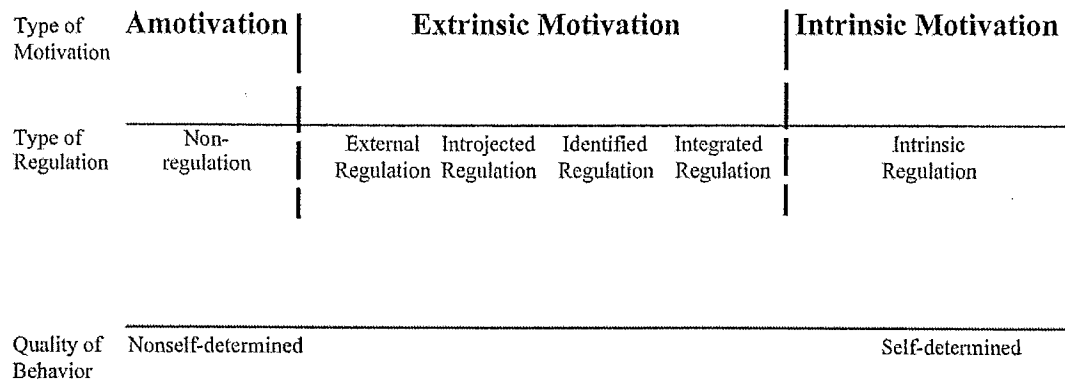 Type of Motivation
Amotivation
Extrinsic Motivation
Intrinsic Motivation
Type of Regulation
Non-
regulation
External
Regulation
Introjected
Regulation
Identified
Regulation
Integrated
Regulation
Intrinsic
Regulation
Quality of
Behavior
Nonself-determined
Self-determined